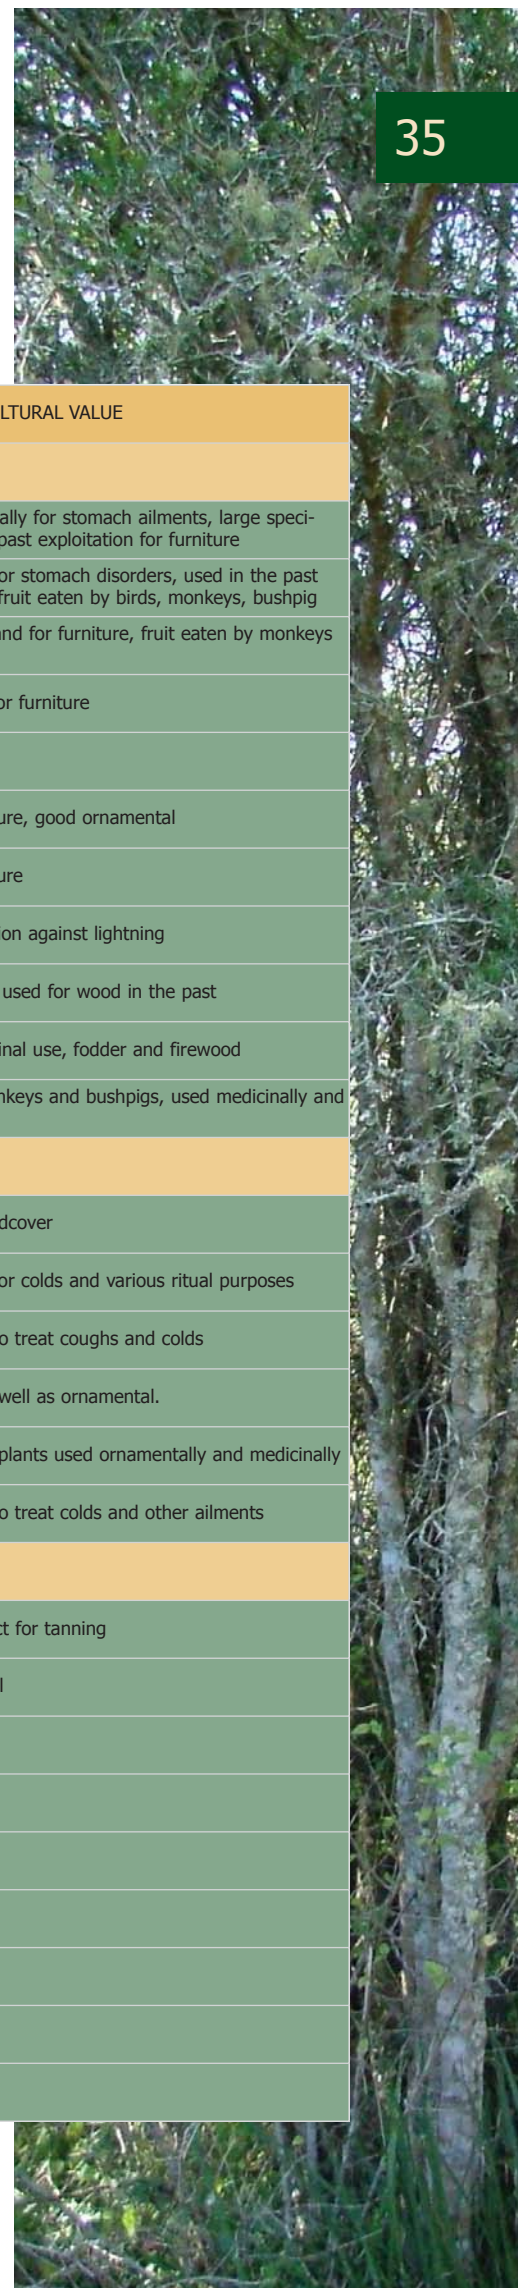 35
LTURAL VALUE
ally for stomach ailments, large speci-
past exploitation for furniture
or stomach disorders, used in the past
fruit eaten by birds, monkeys, bushpig
and for furniture, fruit eaten by monkeys
or furniture
ure, good ornamental
ure
ion against lightning
used for wood in the past
inal use, fodder and firewood
nkeys and bushpigs, used medicinally and
dcover
or colds and various ritual purposes
o treat coughs and colds
well as ornamental.
plants used ornamentally and medicinally
o treat colds and other ailments
ct for tanning
l